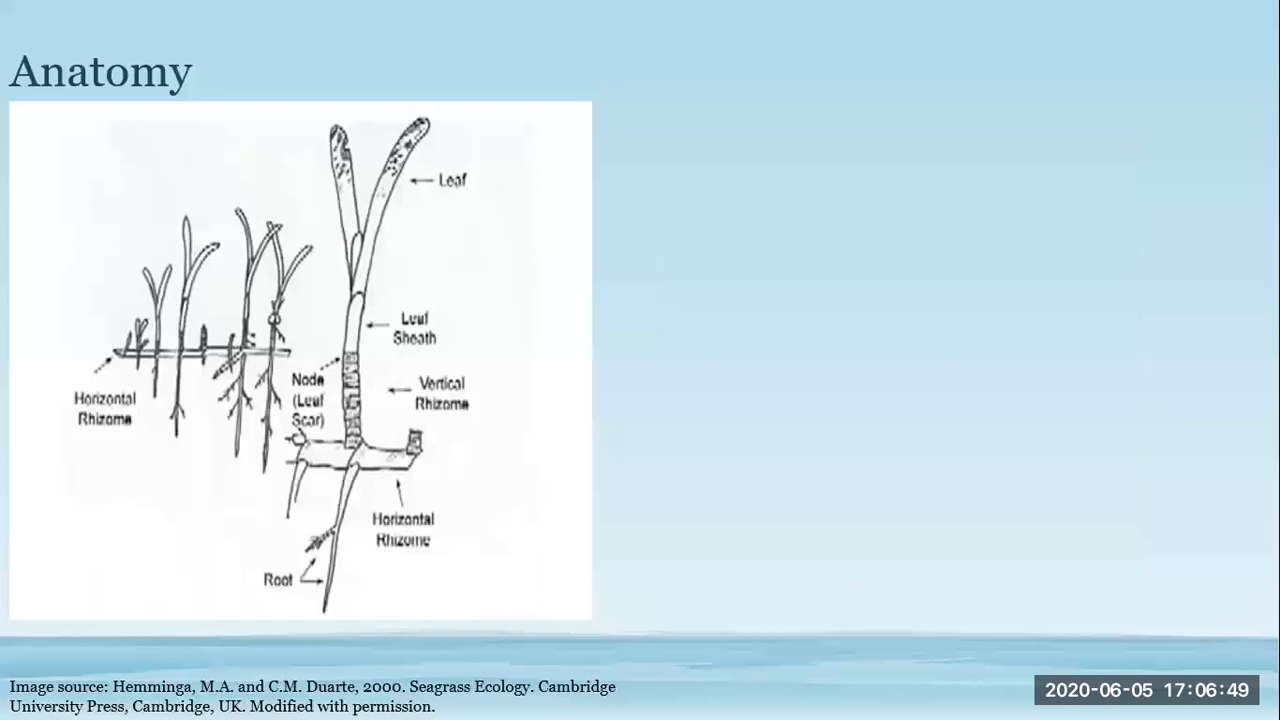 Anatomy
Leaf
Leaf
Sheath
Node
(Leaf
Scar)
Vertical
Rhizome
Horizontal
Rhizome
Horizontal
Rhizome
Root
Image source: Hemminga, M.A. and C.M. Duarte, 2000. Seagrass Ecology. Cambridge
University Press, Cambridge, UK. Modified with permission.
2020-06-05 17:06:49